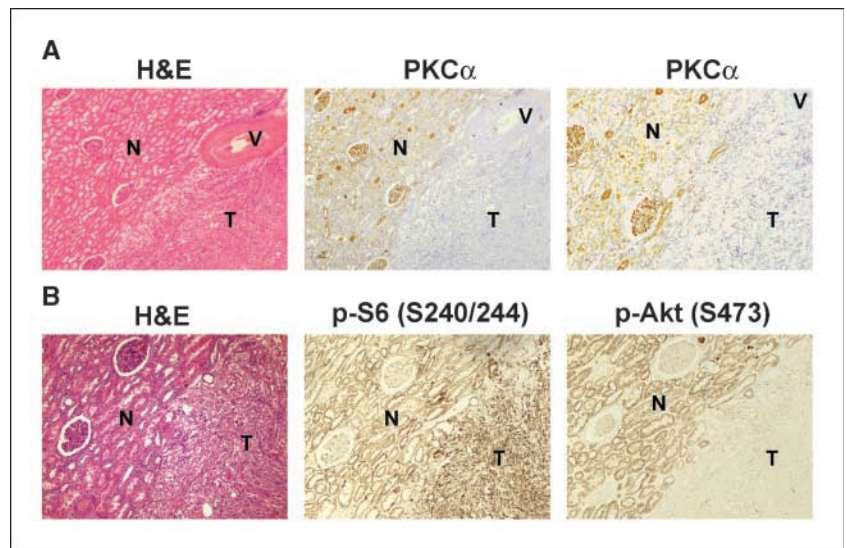 A
H&E PKCα PKCα
N V T
N V T
N V T
B
H&E p-S6 (S240/244) p-Akt (S473)
N T
N T
N T